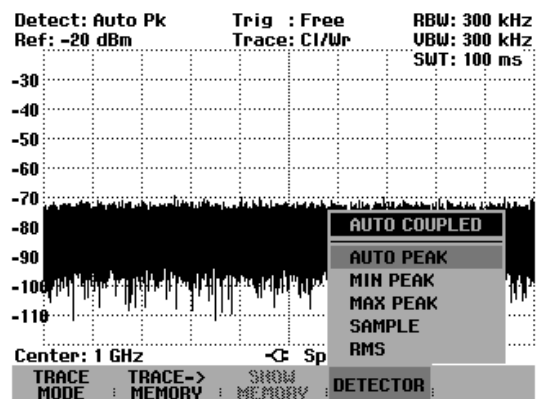 Detect: Auto Pk Trig : Free RBW: 300 kHz
Ref: -20 dBm Trace: Cl/Wr VBW: 300 kHz
SWT: 100 ms
-30
-40
-50
-60
-70
-80
-90
-100
-110
AUTO COUPLED
AUTO PEAK
MIN PEAK
MAX PEAK
SAMPLE
RMS
Center: 1 GHz Sp
TRACE MODE
TRACE-> MEMORY
SHOW MEMORY
DETECTOR